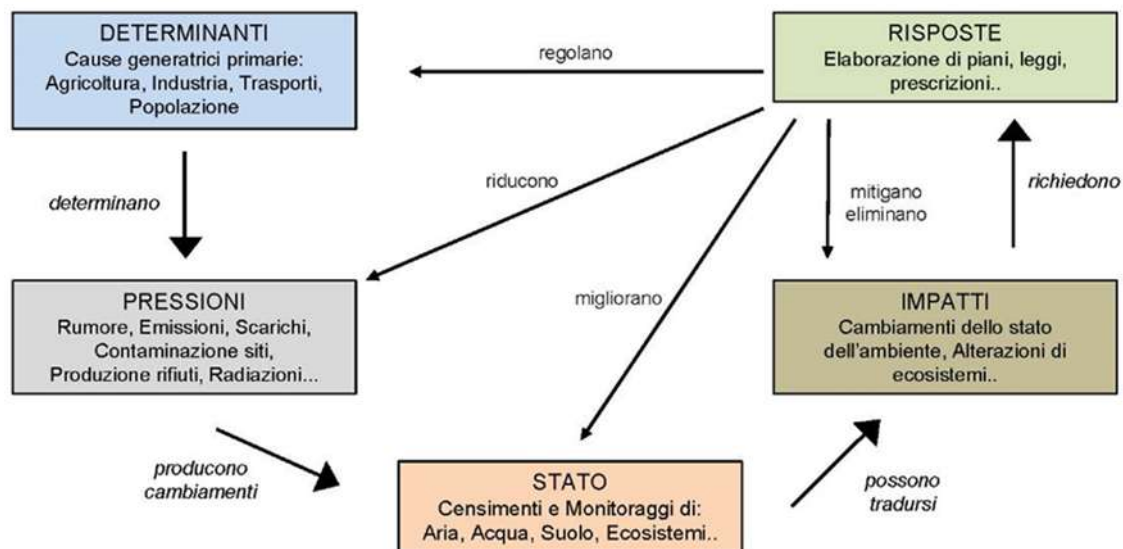 DETERMINANTI
Cause generatrici primarie:
Agricoltura, Industria, Trasporti,
Popolazione
regolano
RISPOSTE
Elaborazione di piani, leggi,
prescrizioni..
determinano
riducono
mitigano
eliminano
richiedono
PRESSIONI
Rumore, Emissioni, Scarichi,
Contaminazione siti,
Produzione rifiuti, Radiazioni...
migliorano
IMPATTI
Cambiamenti dello stato
dell'ambiente, Alterazioni di
ecosistemi..
producono
cambiamenti
STATO
Censimenti e Monitoraggi di:
Aria, Acqua, Suolo, Ecosistemi..
possono
tradursi